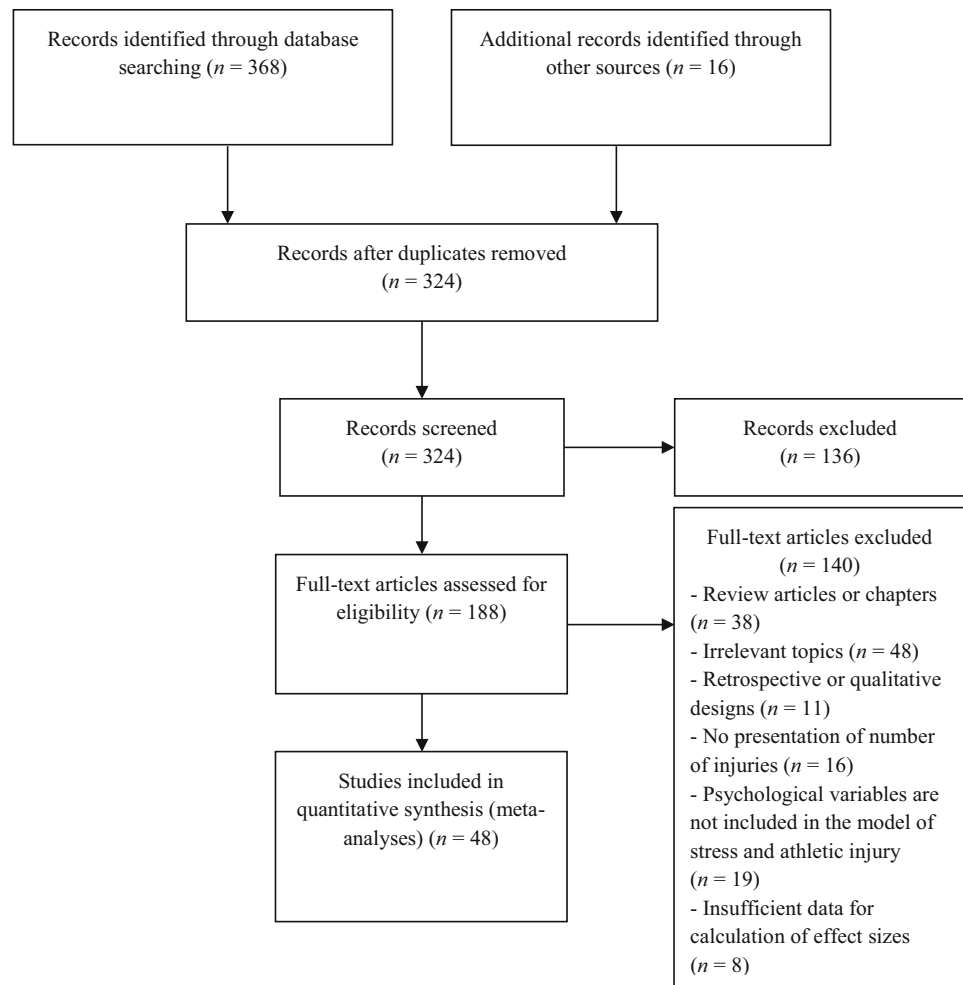 Records identified through database
searching (n = 368)
Additional records identified through
other sources (n = 16)
Records after duplicates removed
(n = 324)
Records screened
(n = 324)
Records excluded
(n = 136)
Full-text articles assessed for
eligibility (n = 188)
Full-text articles excluded
(n = 140)
- Review articles or chapters
(n = 38)
- Irrelevant topics (n = 48)
- Retrospective or qualitative
designs (n = 11)
- No presentation of number
of injuries (n = 16)
- Psychological variables are
not included in the model of
stress and athletic injury
(n = 19)
- Insufficient data for
calculation of effect sizes
(n = 8)
Studies included in
quantitative synthesis (meta-
analyses) (n = 48)